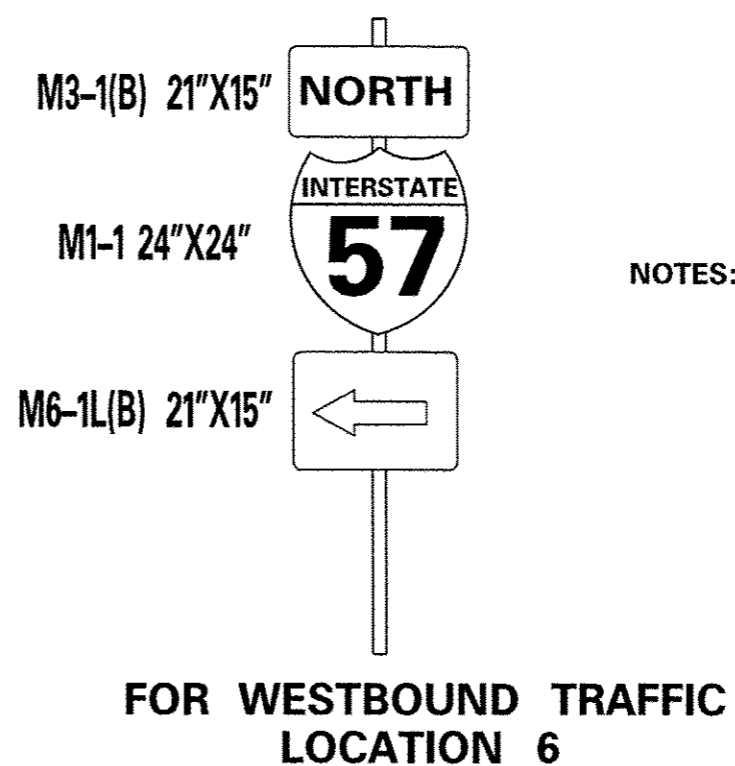 M3-1(B) 21"X15" NORTH
INTERSTATE
M1-1 24"X24" 57
NOTES:
M6-1L(B) 21"X15"
FOR WESTBOUND TRAFFIC
LOCATION 6